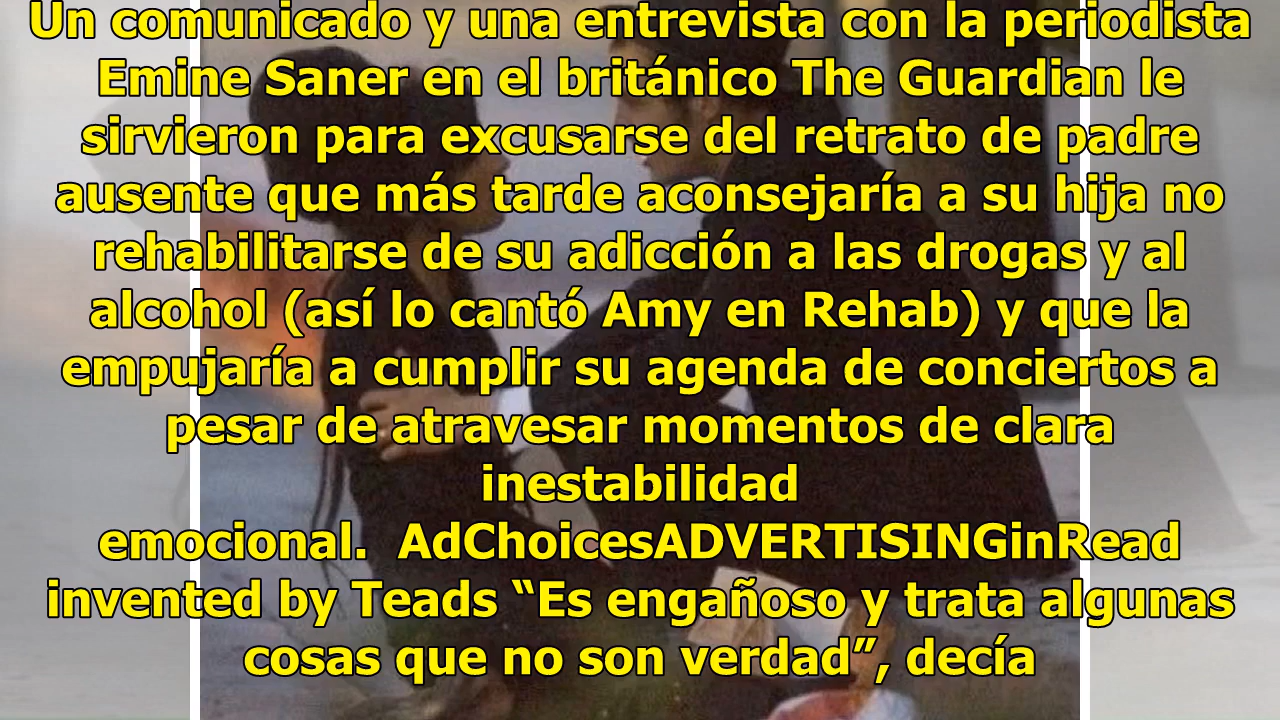 Un comunicado y una entrevista con la periodista
Emine Saner en el británico The Guardian le
sirvieron para excusarse del retrato de padre
ausente que más tarde aconsejaría a su hija no
rehabilitarse de su adicción a las drogas y al
alcohol (así lo cantó Amy en Rehab) y que la
empujaría a cumplir su agenda de conciertos a
pesar de atravesar momentos de clara
inestabilidad
emocional.  AdChoicesADVERTISINGinRead
invented by Teads “Es engañoso y trata algunas
cosas que no son verdad”, decía